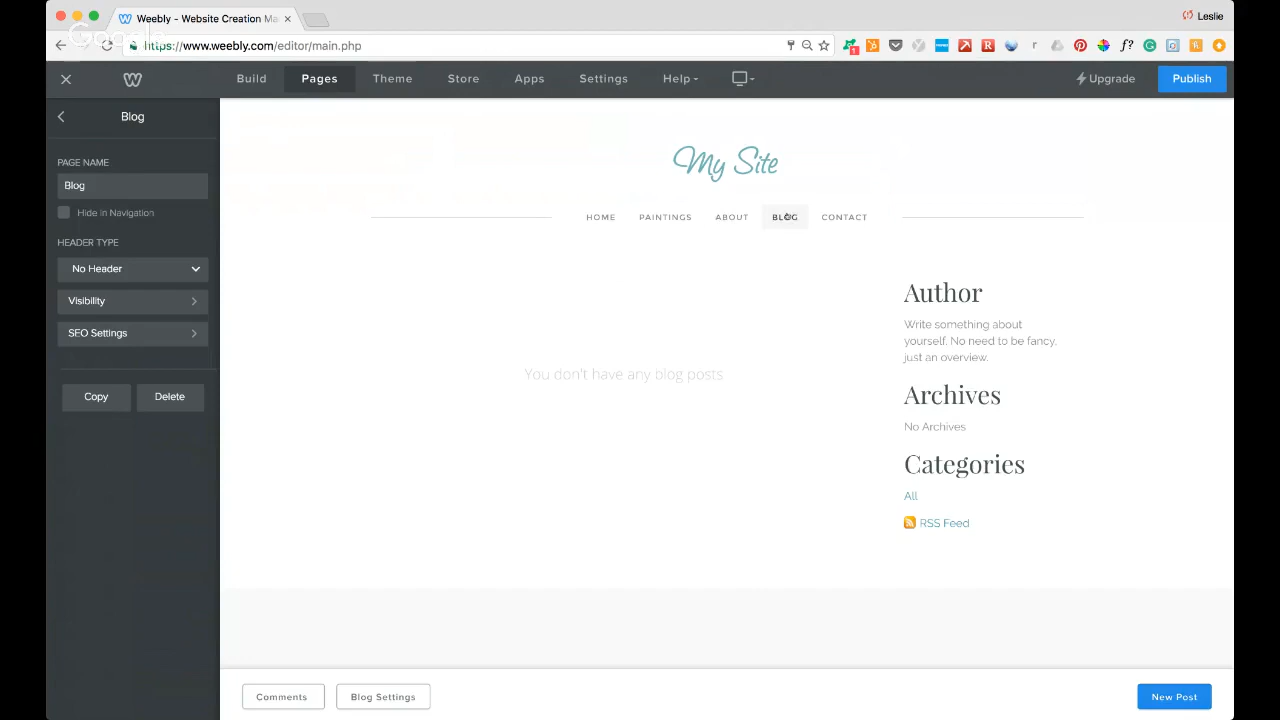 Weebly - Website Creation Ma
Leslie
Google
https://www.weebly.com/editor/main.php
Build
Pages
Theme
Store
Apps
Settings
Help
Upgrade
Publish
Blog
PAGE NAME
Blog
Hide in Navigation
HEADER TYPE
No Header
Visibility
SEO Settings
Copy
Delete
My Site
HOME
PAINTINGS
ABOUT
BLOG
CONTACT
You don't have any blog posts
Author
Write something about
yourself. No need to be fancy,
just an overview.
Archives
No Archives
Categories
All
RSS Feed
Comments
Blog Settings
New Post